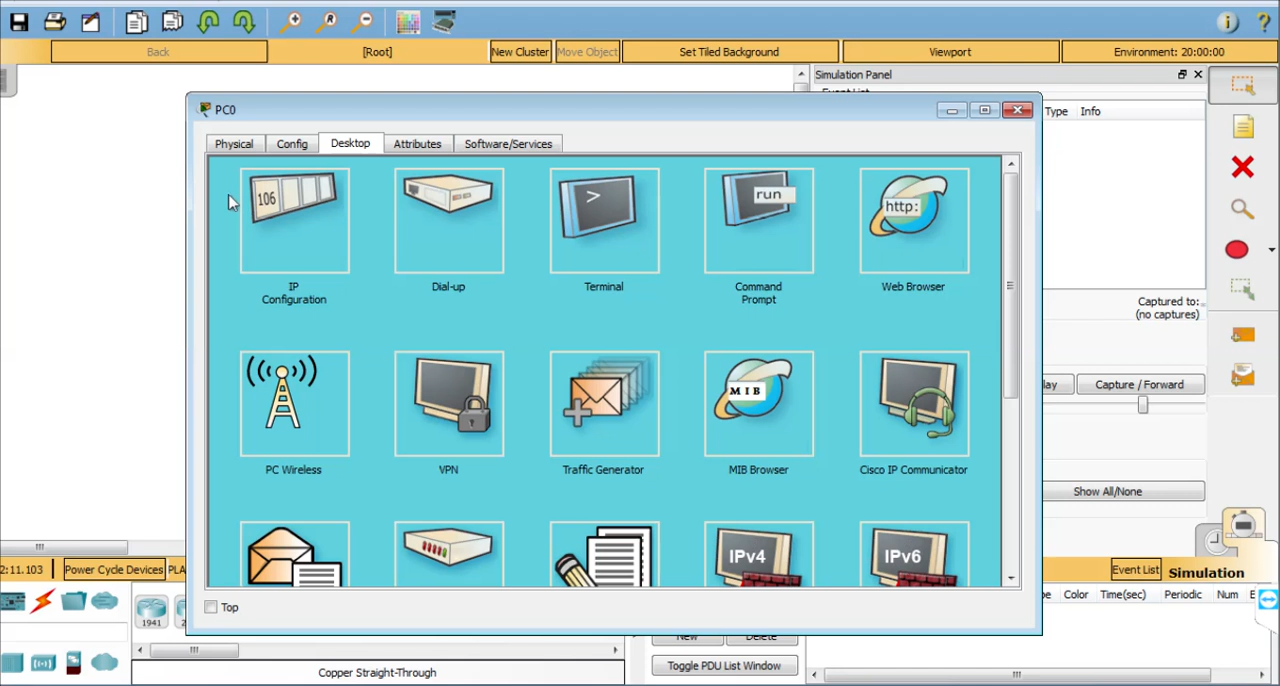 Back
[Root]
New Cluster
Move Object
Set Tiled Background
Viewport
Environment: 20:00:00
Simulation Panel
PC0
Type
Info
Physical
Config
Desktop
Attributes
Software/Services
106
>
run
http:
IP
Configuration
Dial-up
Terminal
Command
Prompt
Web Browser
Captured to:
(no captures)
MIB
Capture / Forward
PC Wireless
VPN
Traffic Generator
MIB Browser
Cisco IP Communicator
Show All/None
IPv4
IPv6
2:11.103
Power Cycle Devices
Event List
Simulation
Color
Time(sec)
Periodic
Num
Top
1941
New
Delete
Toggle PDU List Window
Copper Straight-Through